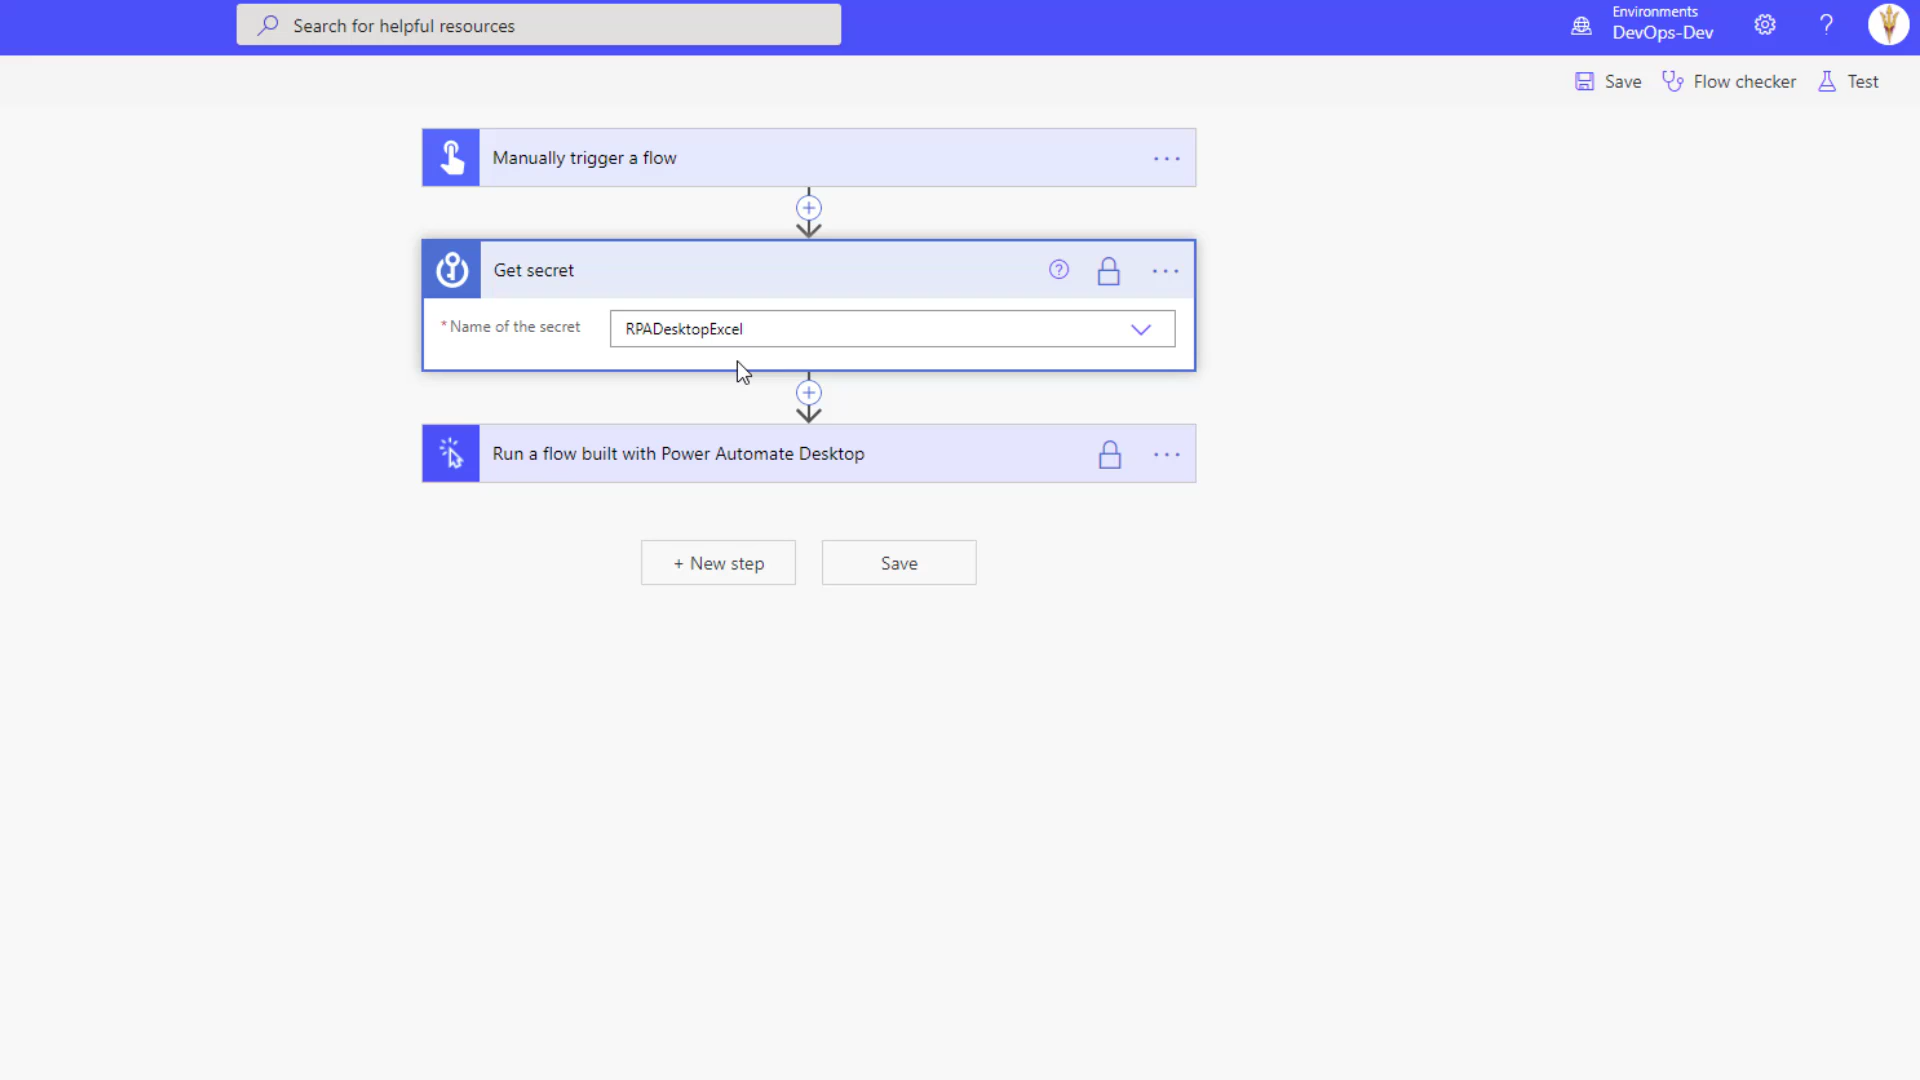 Search for helpful resources
Environments
DevOps-Dev
?
Save
Flow checker
Test
Manually trigger a flow
...
Get secret
?
...
* Name of the secret
RPADesktopExcel
Run a flow built with Power Automate Desktop
...
+ New step
Save